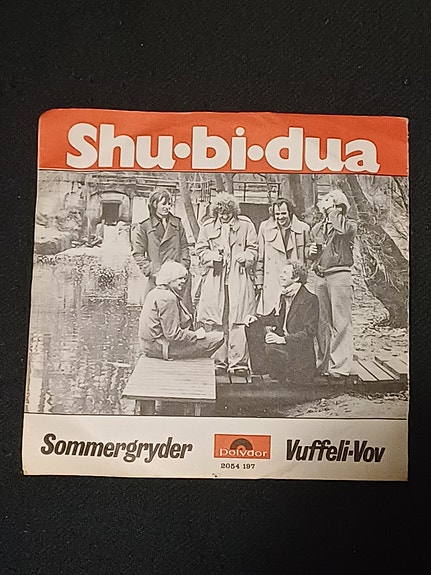 Shu•bi•dua
Sommergryder
polydor
Vuffeli-Vov
2054 197